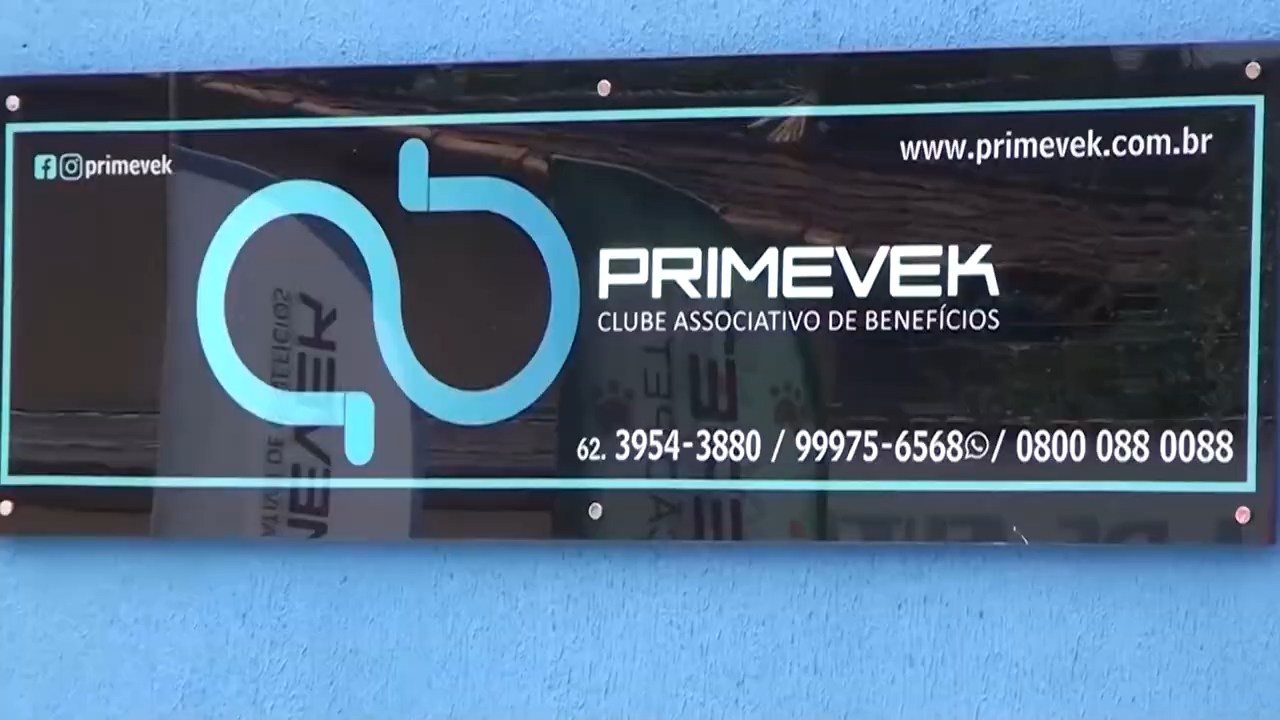 primevek
www.primevek.com.br
PRIMEVEK
CLUBE ASSOCIATIVO DE BENEFÍCIOS
62. 3954-3880 / 99975-6568 / 0800 088 0088